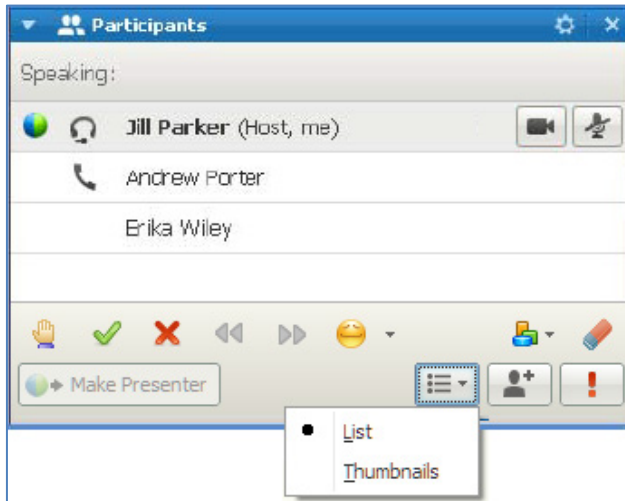 Participants
Speaking:
Jill Parker (Host, me)
Andrew Porter
Erika Wiley
Make Presenter
List
Thumbnails